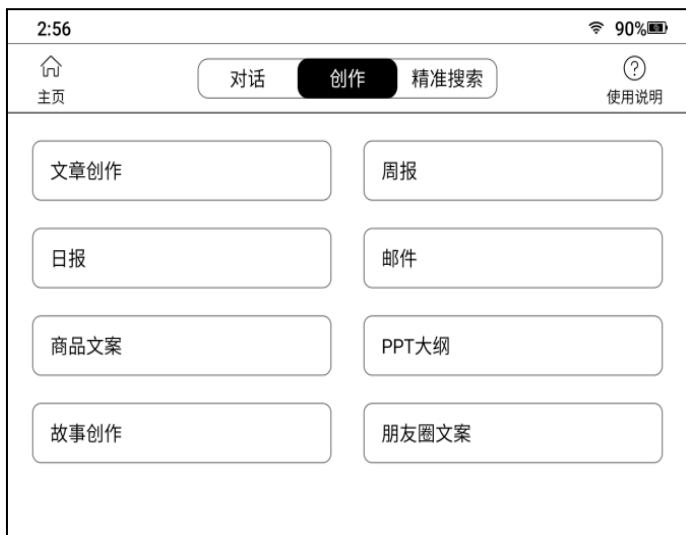 2:56 90%
主页 对话 创作 精准搜索 使用说明
文章创作 周报
日报 邮件
商品文案 PPT大纲
故事创作 朋友圈文案